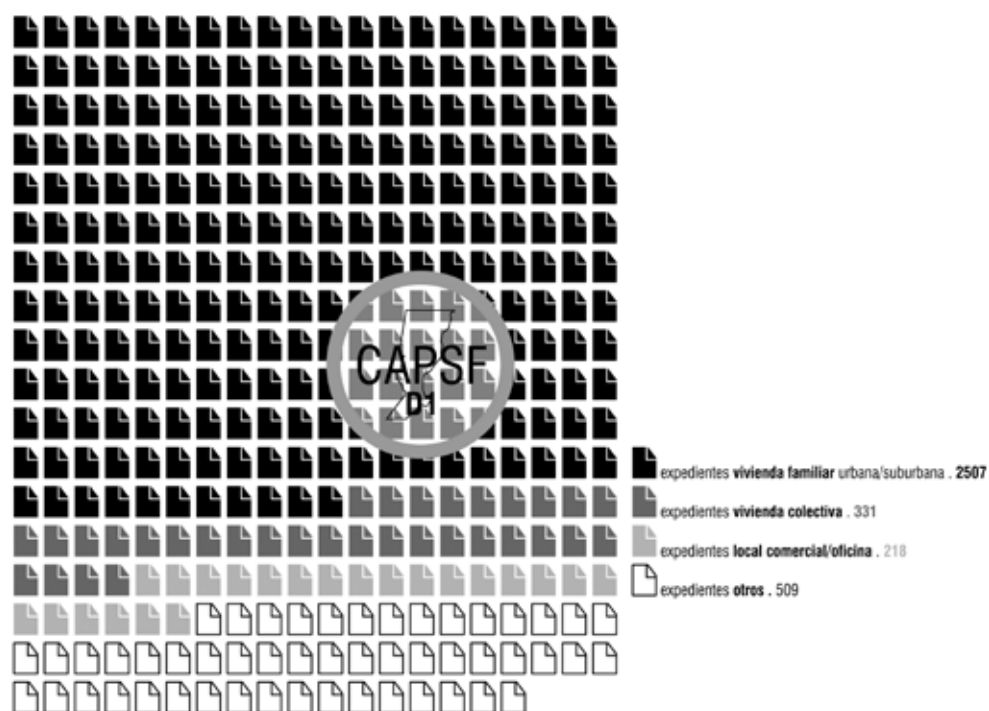 CAPSF
D1
expedientes vivienda familiar urbana/suburbana . 2507
expedientes vivienda colectiva . 331
expedientes local comercial/oficina . 218
expedientes otros . 509